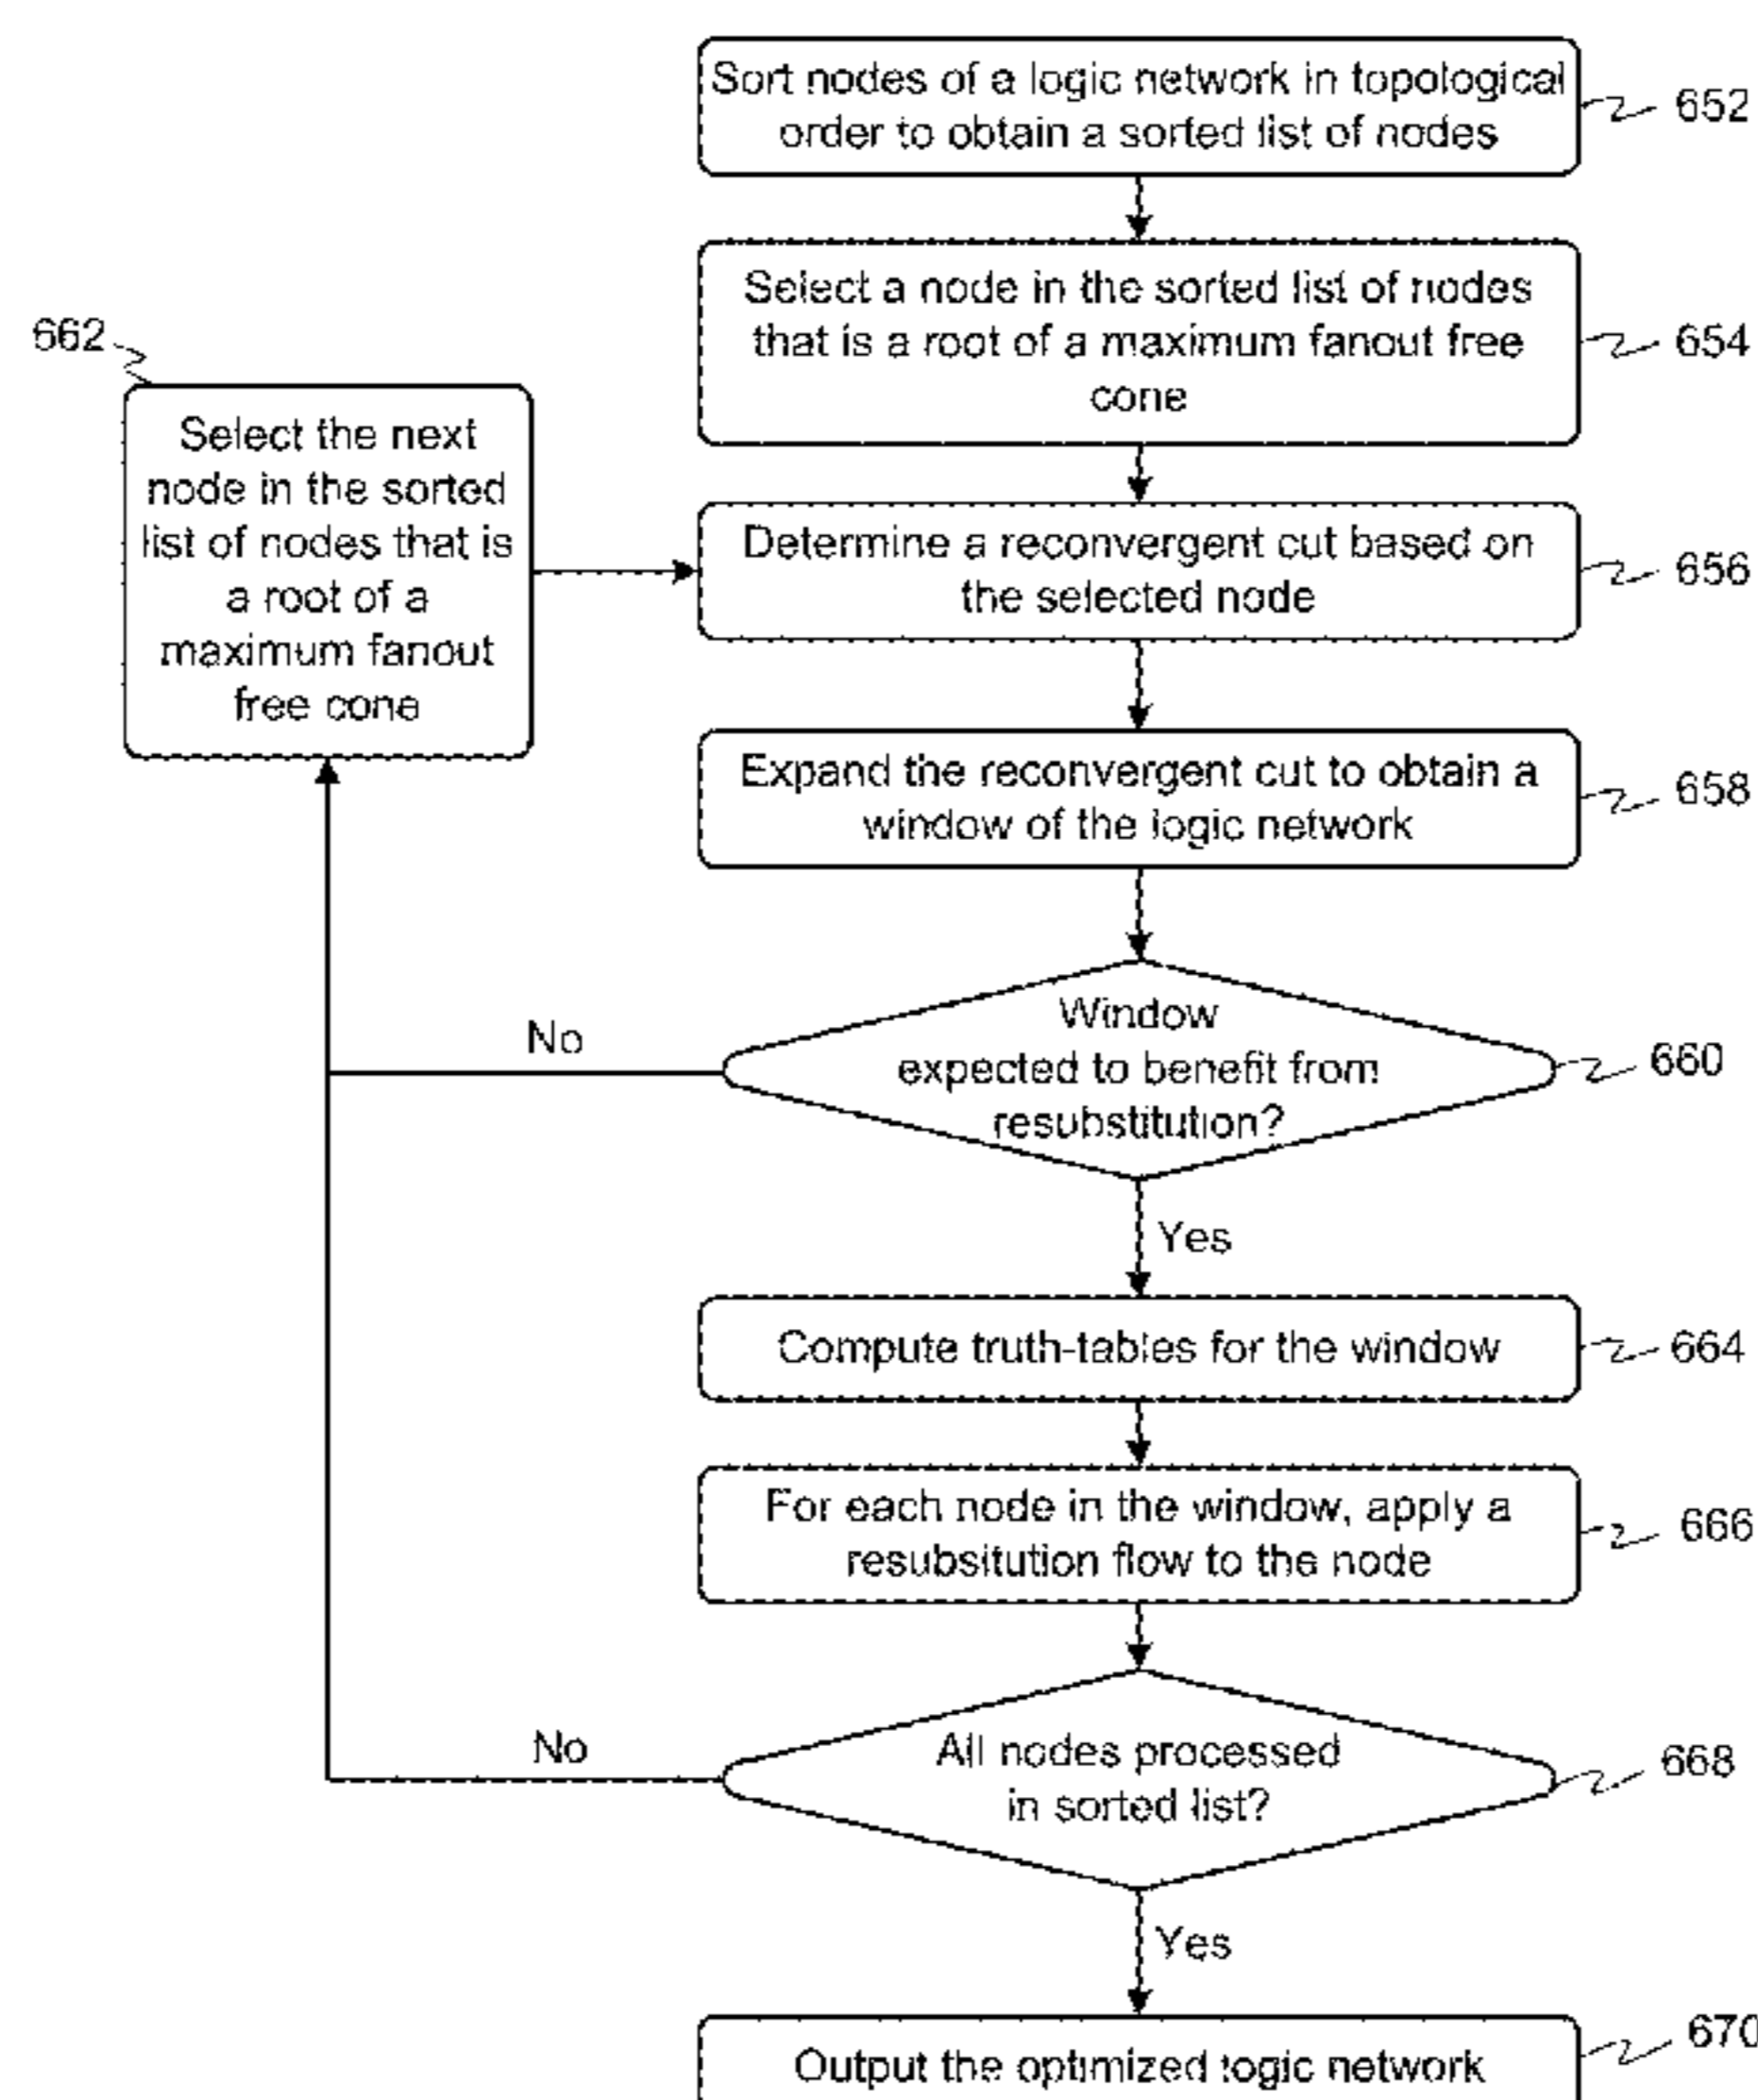 Sort nodes of a logic network in topological
order to obtain a sorted list of nodes
652
Select a node in the sorted list of nodes
that is a root of a maximum fanout free
cone
654
662
Select the next
node in the sorted
list of nodes that is
a root of a
maximum fanout
free cone
Determine a reconvergent cut based on
the selected node
656
Expand the reconvergent cut to obtain a
window of the logic network
658
Window
expected to benefit from
resubstitution?
660
No
Yes
Compute truth-tables for the window
664
For each node in the window, apply a
resubsitution flow to the node
666
All nodes processed
in sorted list?
668
No
Yes
Output the optimized logic network
670